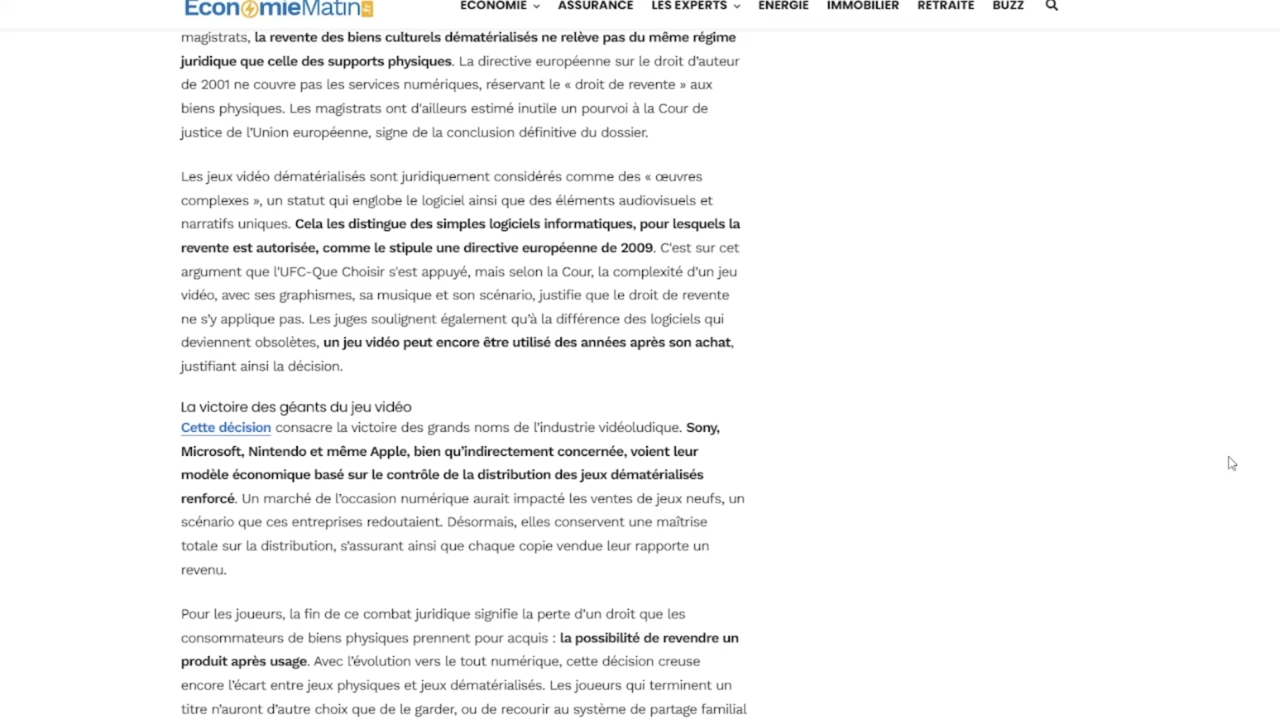 ÉconomieMatin
ÉCONOMIE ASSURANCE LES EXPERTS ÉNERGIE IMMOBILIER RETRAITE BUZZ
magistrats, la revente des biens culturels dématérialisés ne relève pas du même régime
juridique que celle des supports physiques. La directive européenne sur le droit d'auteur
de 2001 ne couvre pas les services numériques, réservant le « droit de revente » aux
biens physiques. Les magistrats ont d'ailleurs estimé inutile un pourvoi à la Cour de
justice de l'Union européenne, signe de la conclusion définitive du dossier.
Les jeux vidéo dématérialisés sont juridiquement considérés comme des « œuvres
complexes », un statut qui englobe le logiciel ainsi que des éléments audiovisuels et
narratifs uniques. Cela les distingue des simples logiciels informatiques, pour lesquels la
revente est autorisée, comme le stipule une directive européenne de 2009. C'est sur cet
argument que l'UFC-Que Choisir s'est appuyé, mais selon la Cour, la complexité d'un jeu
vidéo, avec ses graphismes, sa musique et son scénario, justifie que le droit de revente
ne s'y applique pas. Les juges soulignent également qu'à la différence des logiciels qui
deviennent obsolètes, un jeu vidéo peut encore être utilisé des années après son achat,
justifiant ainsi la décision.
La victoire des géants du jeu vidéo
Cette décision consacre la victoire des grands noms de l'industrie vidéoludique. Sony,
Microsoft, Nintendo et même Apple, bien qu'indirectement concernée, voient leur
modèle économique basé sur le contrôle de la distribution des jeux dématérialisés
renforcé. Un marché de l'occasion numérique aurait impacté les ventes de jeux neufs, un
scénario que ces entreprises redoutaient. Désormais, elles conservent une maîtrise
totale sur la distribution, s'assurant ainsi que chaque copie vendue leur rapporte un
revenu.
Pour les joueurs, la fin de ce combat juridique signifie la perte d'un droit que les
consommateurs de biens physiques prennent pour acquis : la possibilité de revendre un
produit après usage. Avec l'évolution vers le tout numérique, cette décision creuse
encore l'écart entre jeux physiques et jeux dématérialisés. Les joueurs qui terminent un
titre n'auront d'autre choix que de le garder, ou de recourir au système de partage familial